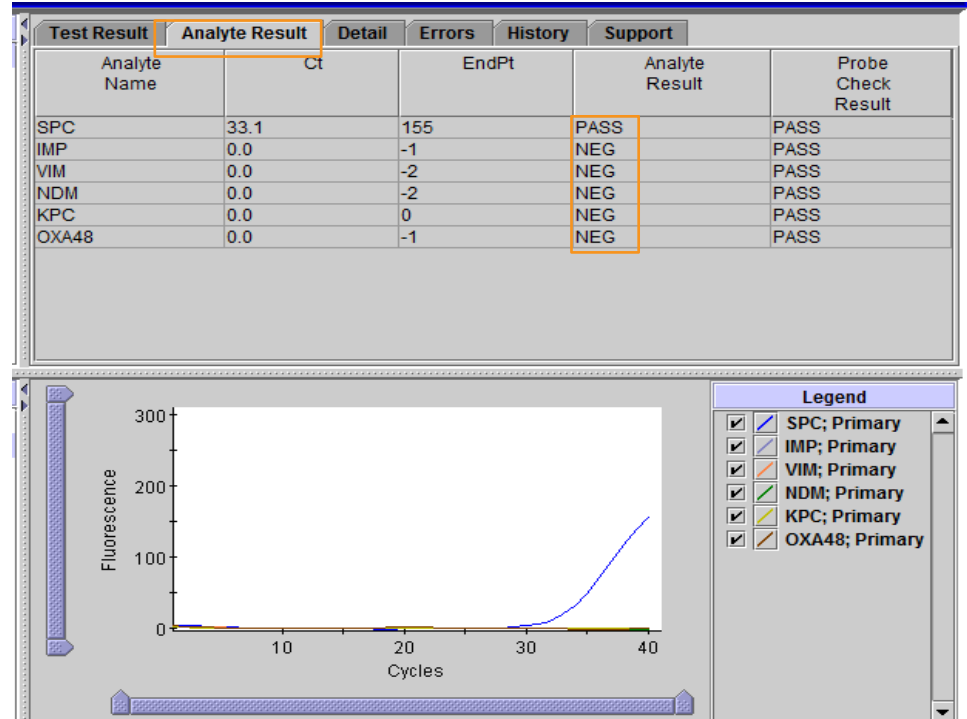 Test Result Analyte Result Detail Errors History Support
Analyte Name Ct EndPt Analyte Result Probe Check Result
SPC 33.1 155 PASS PASS
IMP 0.0 -1 NEG PASS
VIM 0.0 -2 NEG PASS
NDM 0.0 -2 NEG PASS
KPC 0.0 0 NEG PASS
OXA48 0.0 -1 NEG PASS
300
200
100
0
Fluorescence
10 20 30 40
Cycles
Legend
SPC; Primary
IMP; Primary
VIM; Primary
NDM; Primary
KPC; Primary
OXA48; Primary